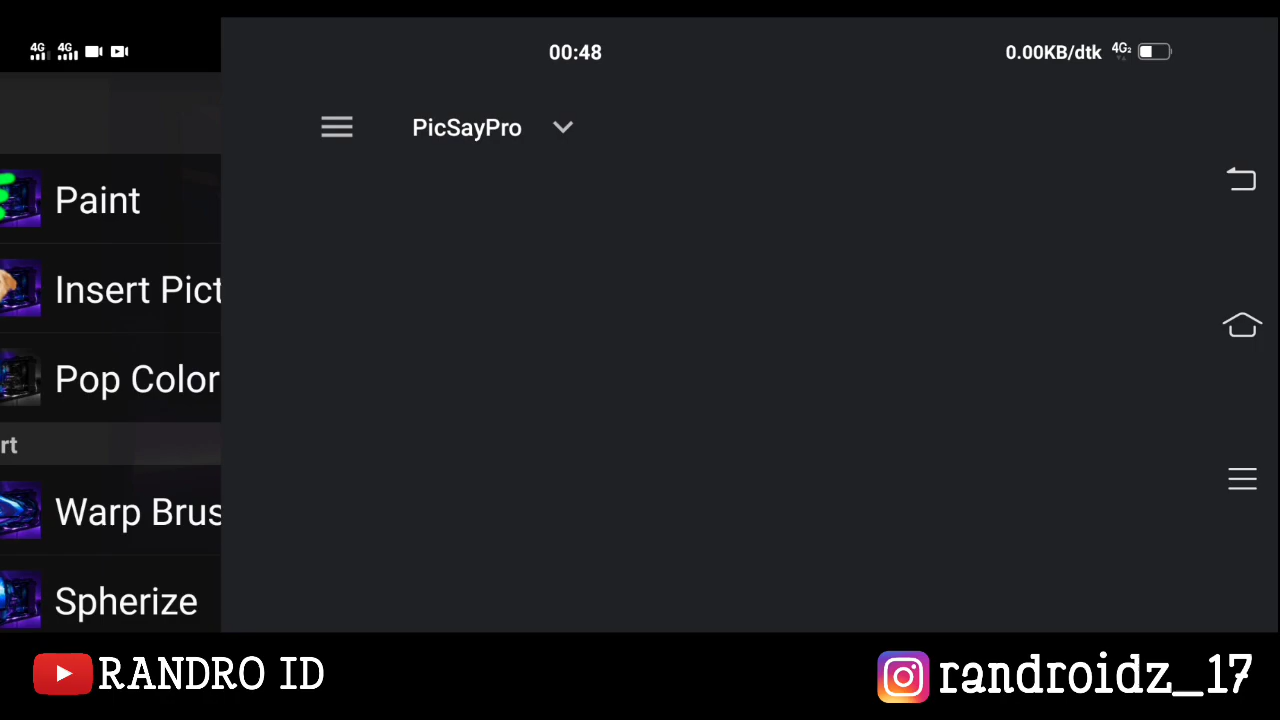 4G 4G 00:48 0.00KB/dtk 4G2
PicSayPro
Paint
Insert Pict
Pop Color
rt
Warp Brus
Spherize
RANDRO ID
randroidz_17